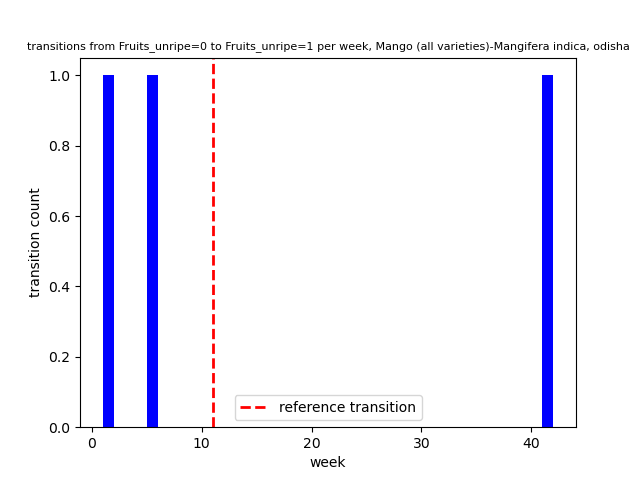 transitions from Fruits_unripe=0 to Fruits_unripe=1 per week, Mango (all varieties)-Mangifera indica, odisha
1.0
0.8
0.6
0.4
0.2
0.0
transition count
reference transition
0 10 20 30 40
week